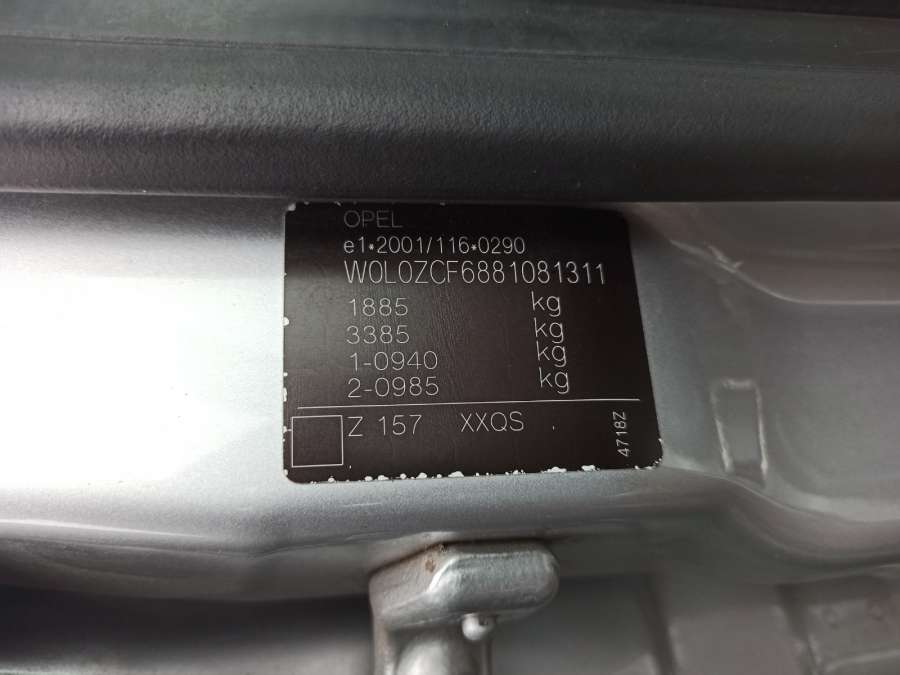 OPEL
e1*2001/116*0290
W0L0ZCF6881081311
1885 kg
3385 kg
1-0940 kg
2-0985 kg
Z 157 XXQS
4718Z